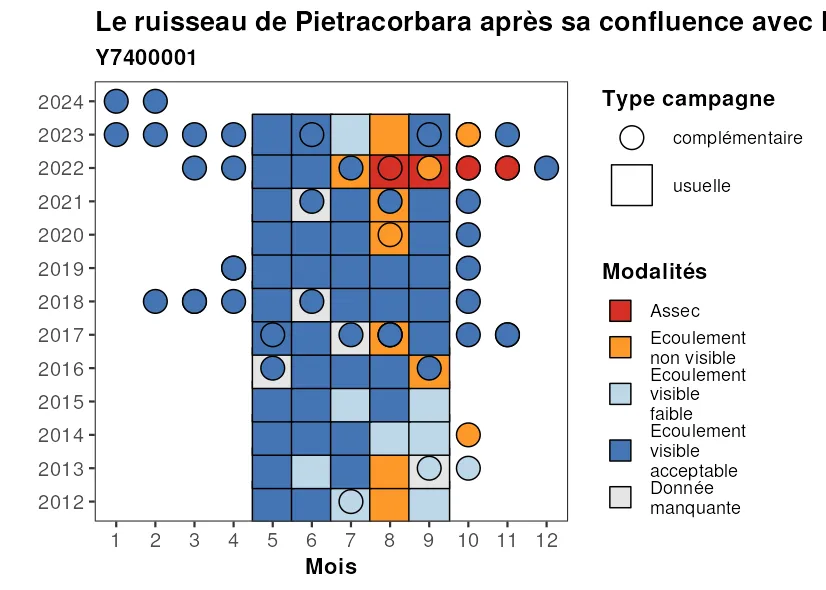 Le ruisseau de Pietracorbara après sa confluence avec
Y7400001
2024
2023
2022
2021
2020
2019
2018
2017
2016
2015
2014
2013
2012
1 2 3 4 5 6 7 8 9 10 11 12
Mois
Type campagne
complémentaire
usuelle
Modalités
Assec
Ecoulement
non visible
Ecoulement
visible
faible
Ecoulement
visible
acceptable
Donnée
manquante